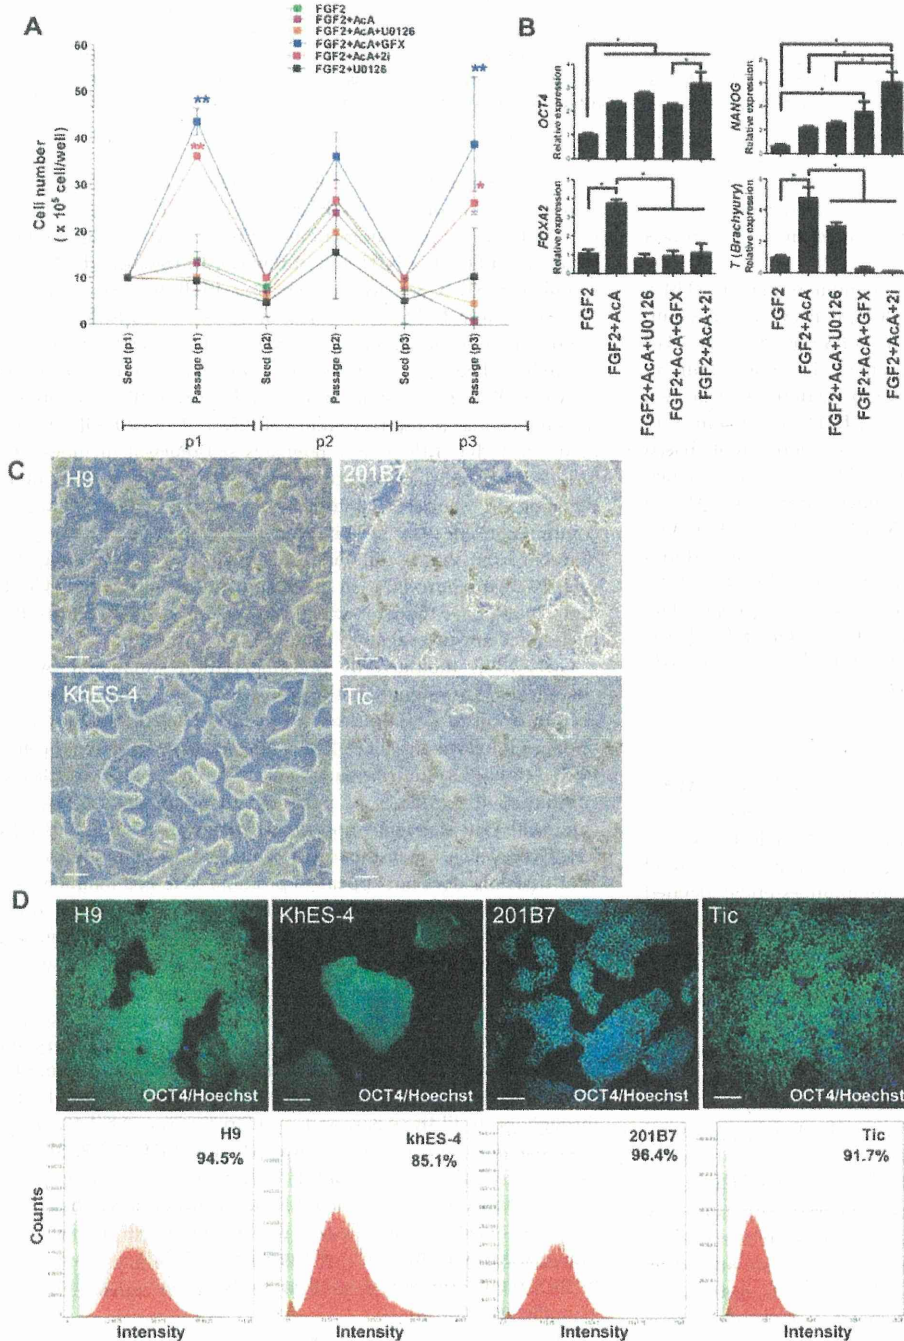 A
FGF2
FGF2+AcA
FGF2+AcA+U0126
FGF2+AcA+GFX
FGF2+AcA+2i
FGF2+U0126
60
50
40
30
20
10
0
Cell number
( x 10⁵ cell/well)
**
**
**
*
Seed (p1)
Passage (p1)
Seed (p2)
Passage (p2)
Seed (p3)
Passage (p3)
p1
p2
p3
B
OCT4
Relative expression
NANOG
Relative expression
FOXA2
Relative expression
T (Brachyury)
Relative expression
FGF2
FGF2+AcA
FGF2+AcA+U0126
FGF2+AcA+GFX
FGF2+AcA+2i
FGF2
FGF2+AcA
FGF2+AcA+U0126
FGF2+AcA+GFX
FGF2+AcA+2i
C
H9
201B7
KhES-4
Tic
D
H9
KhES-4
201B7
Tic
OCT4/Hoechst
OCT4/Hoechst
OCT4/Hoechst
OCT4/Hoechst
H9
94.5%
khES-4
85.1%
201B7
96.4%
Tic
91.7%
Counts
Intensity
Intensity
Intensity
Intensity